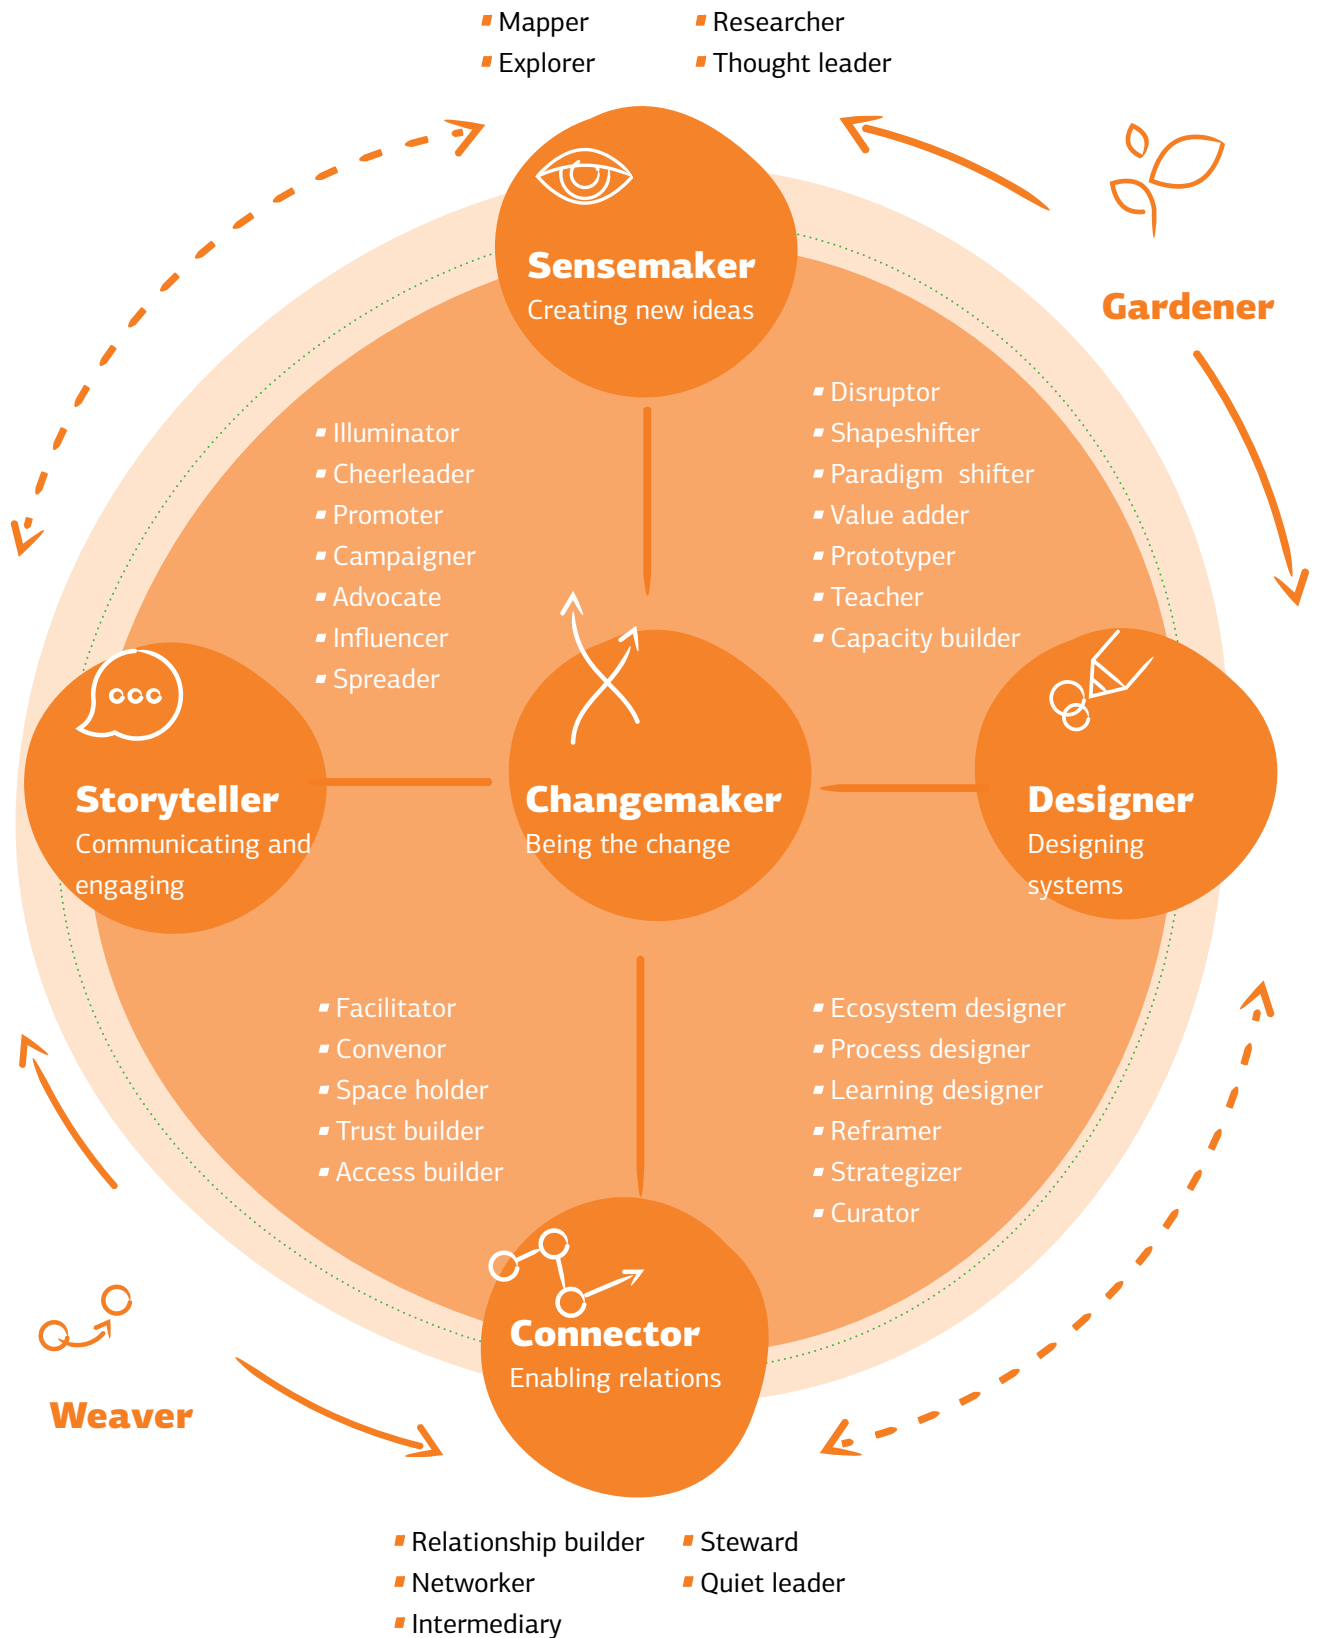 Mapper
Explorer
Researcher
Thought leader
Sensemaker
Creating new ideas
Gardener
Illuminator
Cheerleader
Promoter
Campaigner
Advocate
Influencer
Spreader
Disruptor
Shapeshifter
Paradigm shifter
Value adder
Prototyper
Teacher
Capacity builder
Storyteller
Communicating and
engaging
Changemaker
Being the change
Designer
Designing
systems
Facilitator
Convenor
Space holder
Trust builder
Access builder
Ecosystem designer
Process designer
Learning designer
Reframer
Strategizer
Curator
Connector
Enabling relations
Weaver
Relationship builder
Networker
Intermediary
Steward
Quiet leader